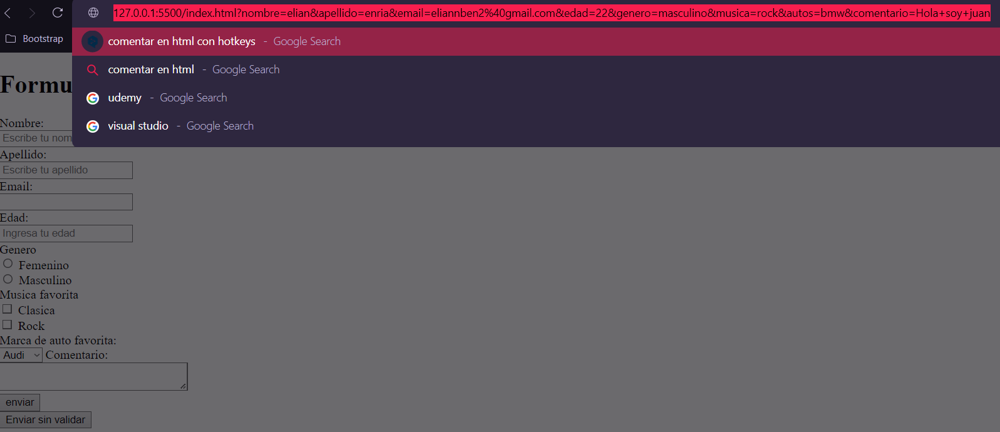 127.0.0.1:5500/index.html?nombre=elian&apellido=enria&email=eliannben2%40gmail.com&edad=22&genero=masculino&musica=rock&autos=bmw&comentario=Hola+soy+juan
Bootstrap
comentar en html con hotkeys - Google Search
comentar en html - Google Search
udemy - Google Search
visual studio - Google Search
Formu
Nombre:
Escribe tu nom
Apellido:
Escribe tu apellido
Email:
Edad:
Ingresa tu edad
Genero
Femenino
Masculino
Musica favorita
Clasica
Rock
Marca de auto favorita:
Audi Comentario:
enviar
Enviar sin validar